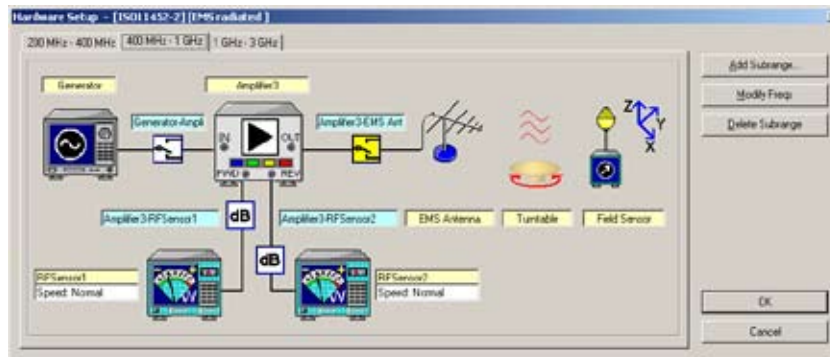 Hardware Setup - [ISO11452-2] [EMS radiated ]
200 MHz - 400 MHz
400 MHz - 1 GHz
1 GHz - 3 GHz
Add Subrange...
Modify Freq.
Delete Subrange
Generator
Amplifier3
Generator-Ampli
Amplifier3-EMS Ant
IN
OUT
FWD
REV
Z
Y
X
Amplifier3-RFSensor1
dB
Amplifier3-RFSensor2
EMS Antenna
Turntable
Field Sensor
dB
RFSensor1
Speed: Normal
RFSensor2
Speed: Normal
OK
Cancel